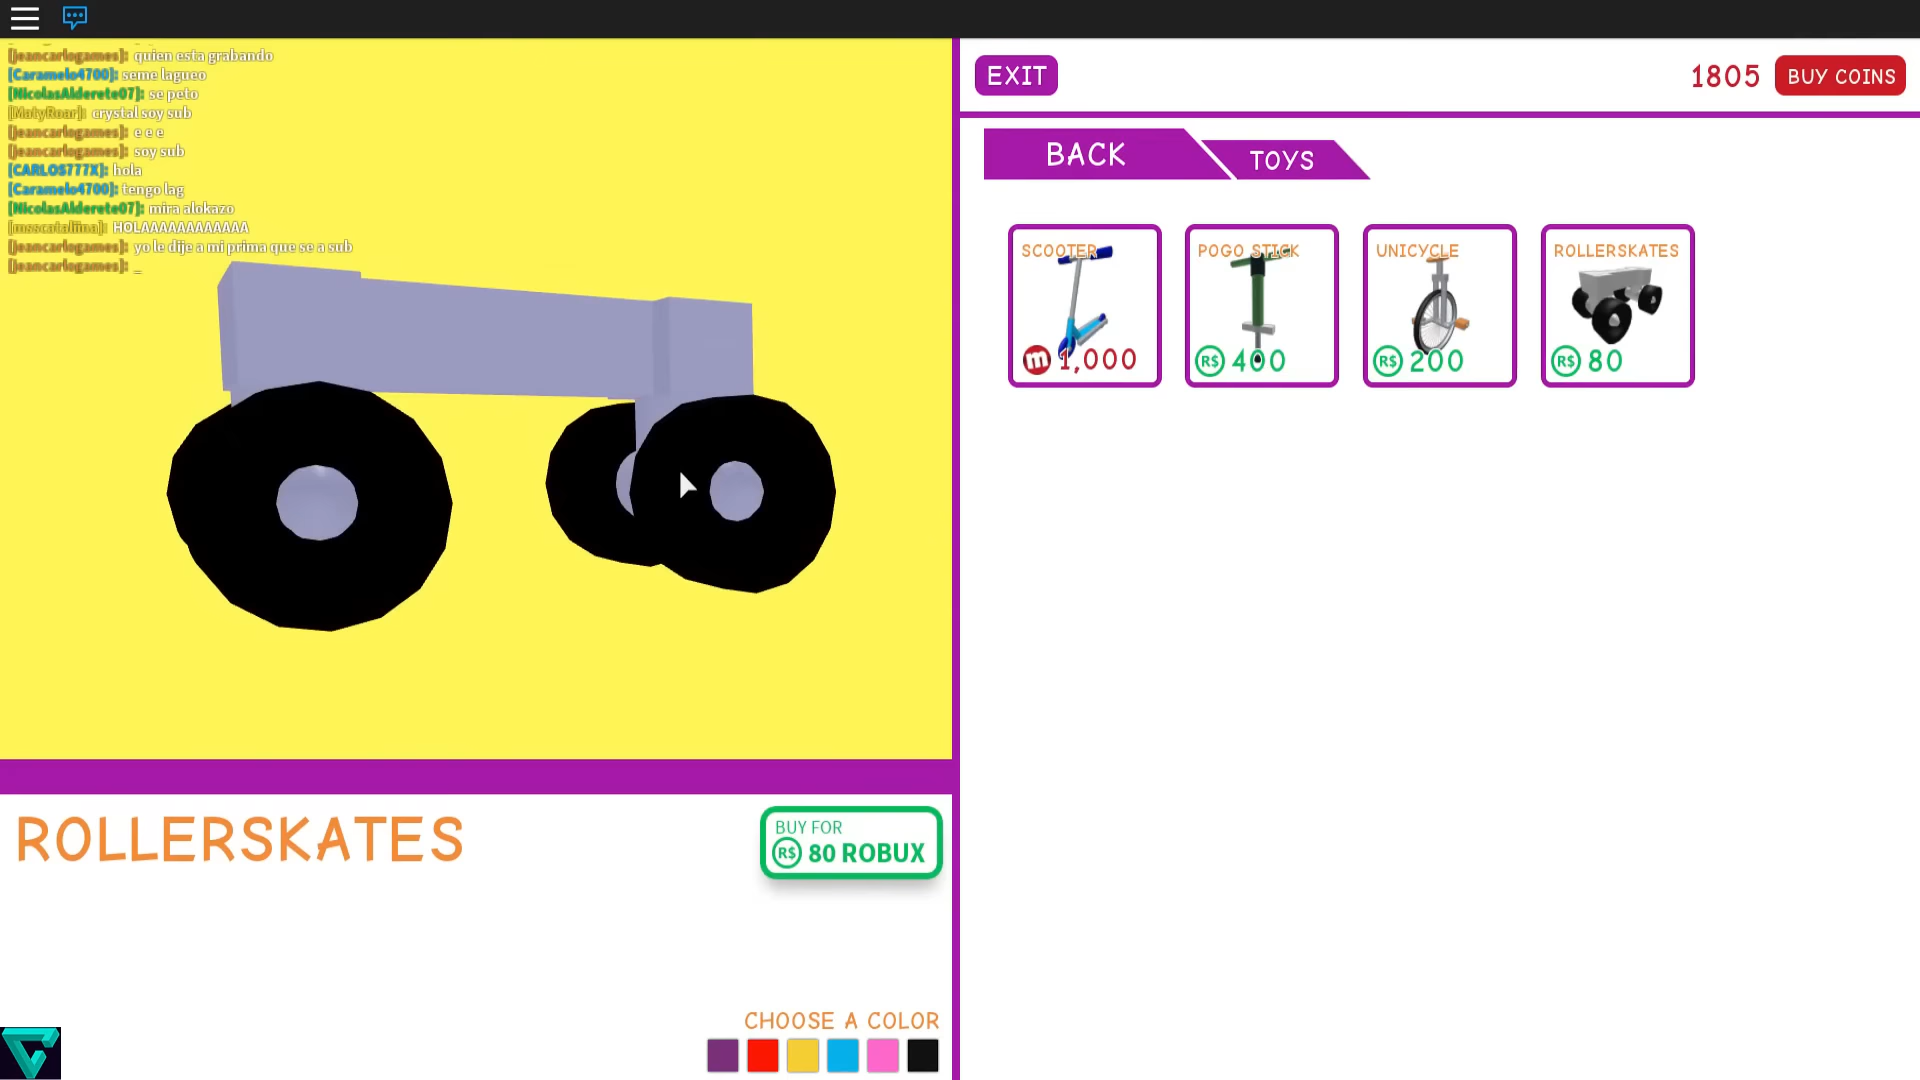 [jeancarlogames]: quien esta grabando
[Caramelo4700]: seme lagueo
[NicolasAlderete07]: se peto
[MatyRoar]: crystal soy sub
[jeancarlogames]: e e e
[jeancarlogames]: soy sub
[CARLOS777X]: hola
[Caramelo4700]: tengo lag
[NicolasAlderete07]: mira alokazo
[msscataliina]: HOLAAAAAAAAAAAA
[jeancarlogames]: yo le dije a mi prima que se a sub
[jeancarlogames]: _
EXIT
1805
BUY COINS
BACK
TOYS
SCOOTER
m 1,000
POGO STICK
R$ 400
UNICYCLE
R$ 200
ROLLERSKATES
R$ 80
ROLLERSKATES
BUY FOR
R$ 80 ROBUX
CHOOSE A COLOR